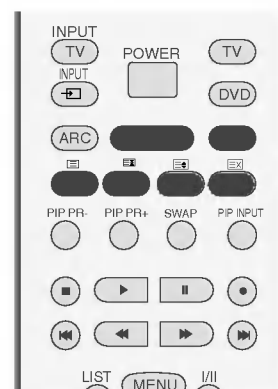 INPUT
TV POWER TV
INPUT
DVD
ARC
PIP PR- PIP PR+ SWAP PIP INPUT
LIST MENU I/II